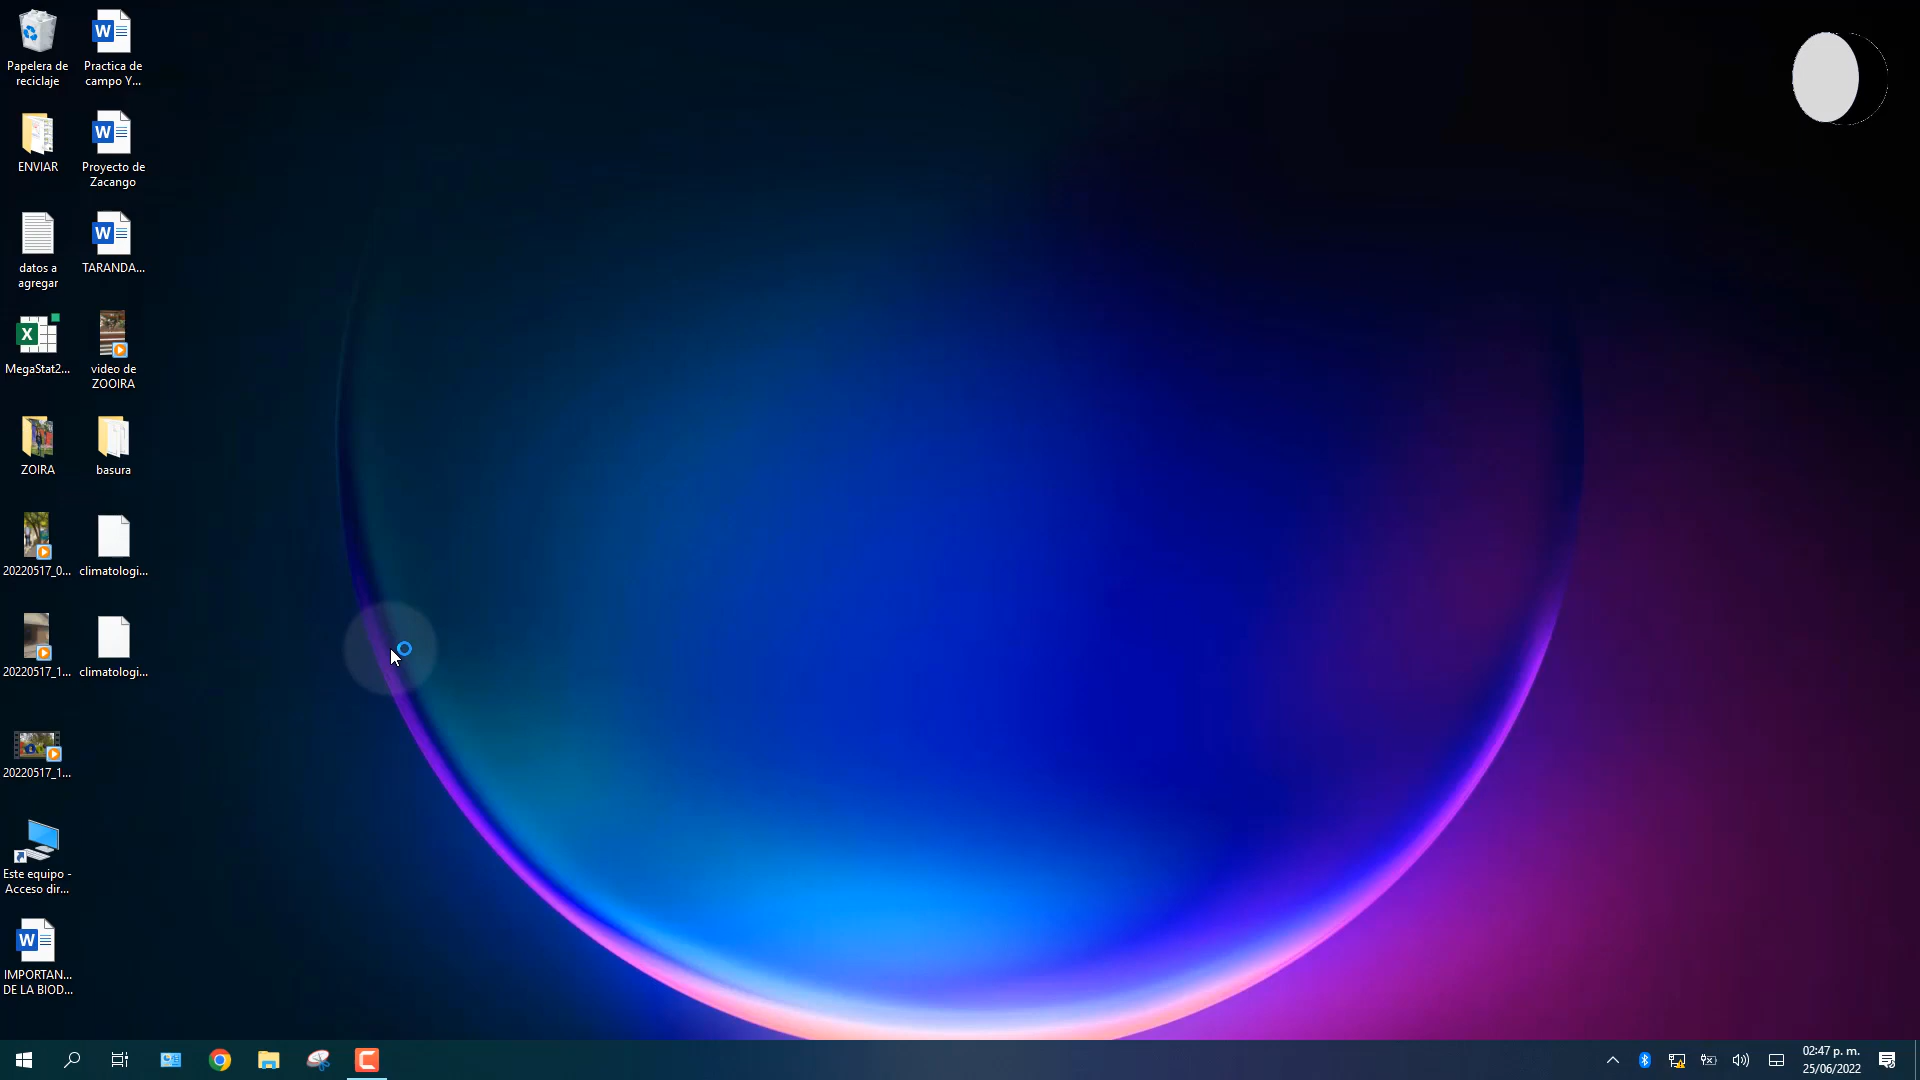 Papelera de
reciclaje
Practica de
campo Y...
ENVIAR
Proyecto de
Zacango
datos a
agregar
TARANDA...
MegaStat2...
video de
ZOOIRA
ZOIRA
basura
20220517_0...
climatologi...
20220517_1...
climatologi...
20220517_1...
Este equipo -
Acceso dir...
IMPORTAN...
DE LA BIOD...
02:47 p. m.
25/06/2022